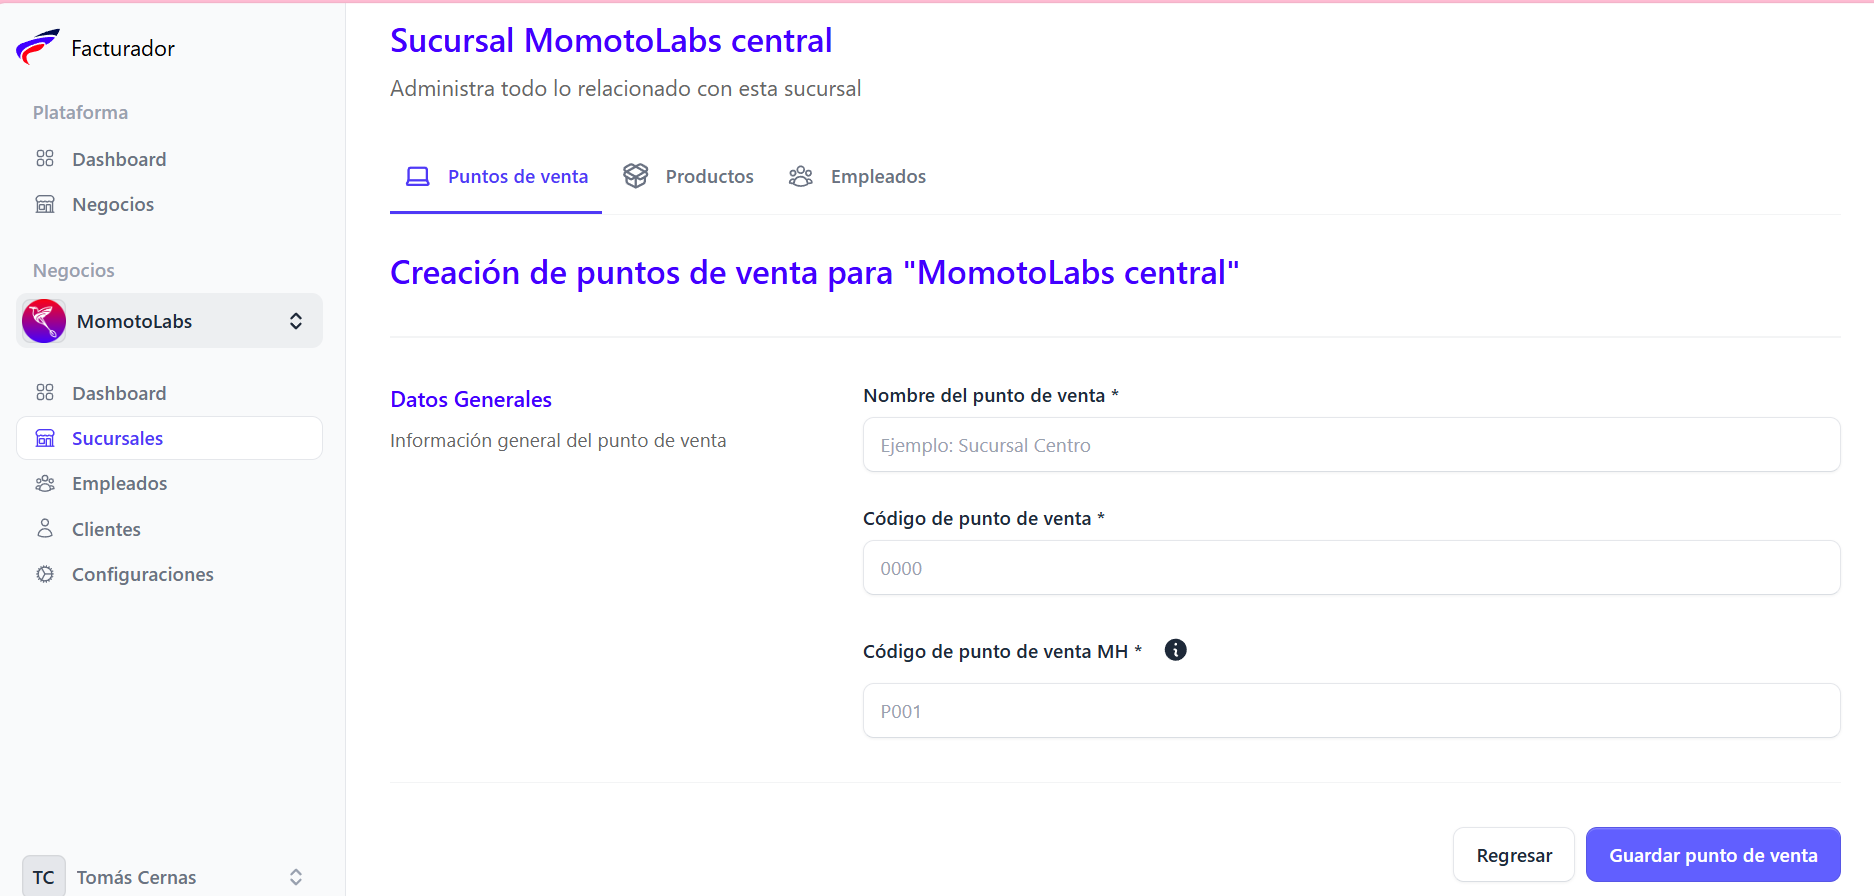 Facturador
Plataforma
Dashboard
Negocios
Negocios
MomotoLabs
Dashboard
Sucursales
Empleados
Clientes
Configuraciones
TC Tomás Cernas
Sucursal MomotoLabs central
Administra todo lo relacionado con esta sucursal
Puntos de venta Productos Empleados
Creación de puntos de venta para "MomotoLabs central"
Datos Generales
Información general del punto de venta
Nombre del punto de venta *
Ejemplo: Sucursal Centro
Código de punto de venta *
0000
Código de punto de venta MH *
P001
Regresar Guardar punto de venta